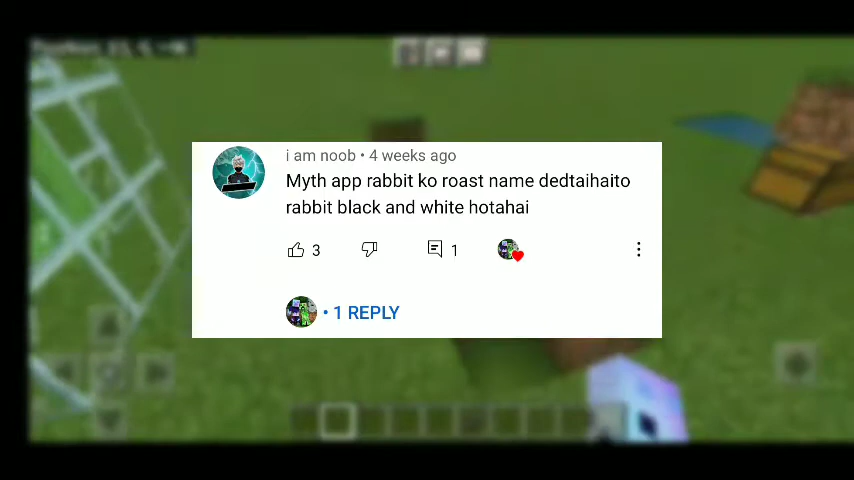 i am noob • 4 weeks ago
Myth app rabbit ko roast name dedtaihaito
rabbit black and white hotahai
3
1
• 1 REPLY